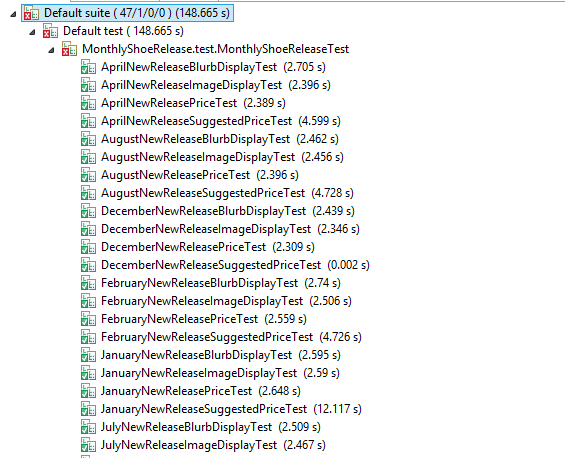 Default suite ( 47/1/0/0 ) (148.665 s)
Default test ( 148.665 s)
MonthlyShoeRelease.test.MonthlyShoeReleaseTest
AprilNewReleaseBlurbDisplayTest (2.705 s)
AprilNewReleaseImageDisplayTest (2.396 s)
AprilNewReleasePriceTest (2.389 s)
AprilNewReleaseSuggestedPriceTest (4.599 s)
AugustNewReleaseBlurbDisplayTest (2.462 s)
AugustNewReleaseImageDisplayTest (2.456 s)
AugustNewReleasePriceTest (2.396 s)
AugustNewReleaseSuggestedPriceTest (4.728 s)
DecemberNewReleaseBlurbDisplayTest (2.439 s)
DecemberNewReleaseImageDisplayTest (2.346 s)
DecemberNewReleasePriceTest (2.309 s)
DecemberNewReleaseSuggestedPriceTest (0.002 s)
FebruaryNewReleaseBlurbDisplayTest (2.74 s)
FebruaryNewReleaseImageDisplayTest (2.506 s)
FebruaryNewReleasePriceTest (2.559 s)
FebruaryNewReleaseSuggestedPriceTest (4.726 s)
JanuaryNewReleaseBlurbDisplayTest (2.595 s)
JanuaryNewReleaseImageDisplayTest (2.59 s)
JanuaryNewReleasePriceTest (2.648 s)
JanuaryNewReleaseSuggestedPriceTest (12.117 s)
JulyNewReleaseBlurbDisplayTest (2.509 s)
JulyNewReleaseImageDisplayTest (2.467 s)